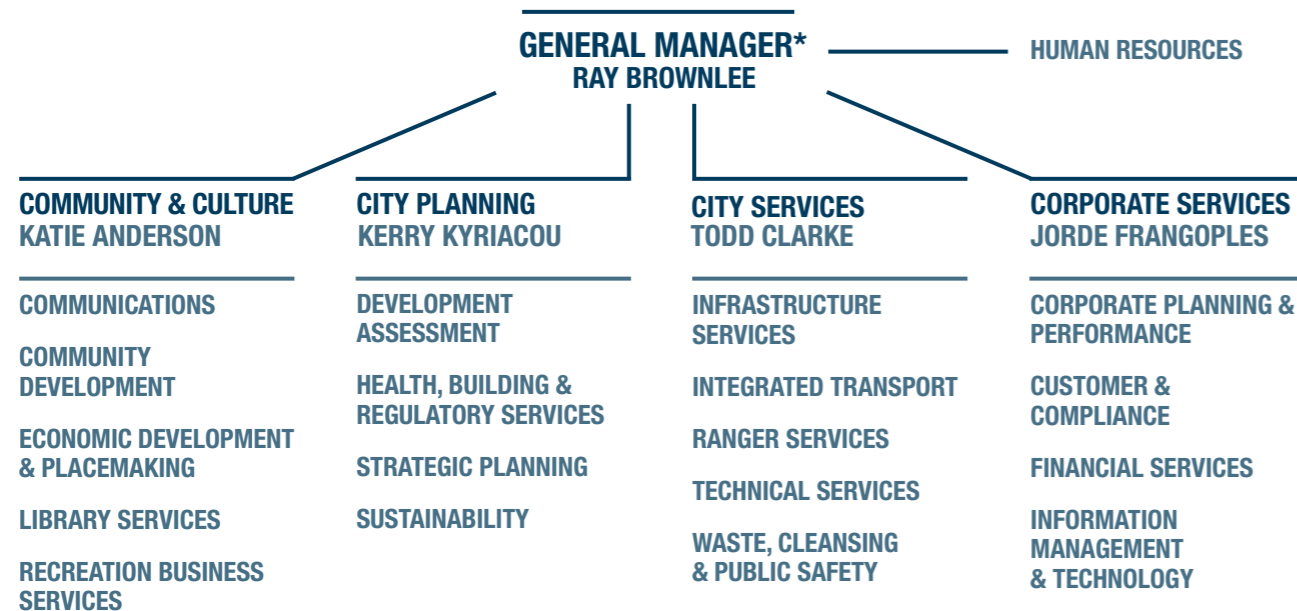 GENERAL MANAGER*
RAY BROWNLEE
HUMAN RESOURCES
COMMUNITY & CULTURE
KATIE ANDERSON
COMMUNICATIONS
COMMUNITY
DEVELOPMENT
ECONOMIC DEVELOPMENT
& PLACEMAKING
LIBRARY SERVICES
RECREATION BUSINESS
SERVICES
CITY PLANNING
KERRY KYRIACOU
DEVELOPMENT
ASSESSMENT
HEALTH, BUILDING &
REGULATORY SERVICES
STRATEGIC PLANNING
SUSTAINABILITY
CITY SERVICES
TODD CLARKE
INFRASTRUCTURE
SERVICES
INTEGRATED TRANSPORT
RANGER SERVICES
TECHNICAL SERVICES
WASTE, CLEANSING
& PUBLIC SAFETY
CORPORATE SERVICES
JORDE FRANGOPLES
CORPORATE PLANNING &
PERFORMANCE
CUSTOMER &
COMPLIANCE
FINANCIAL SERVICES
INFORMATION
MANAGEMENT
& TECHNOLOGY